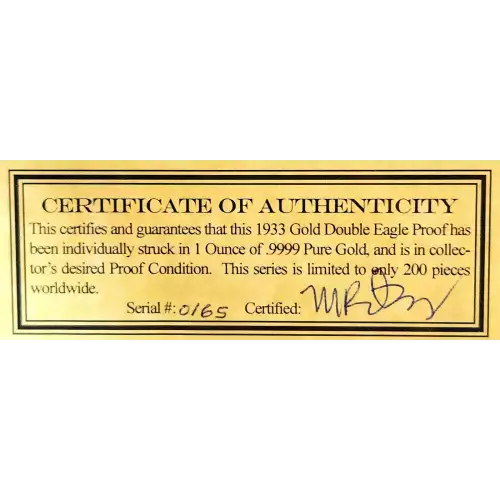 CERTIFICATE OF AUTHENTICITY
This certifies and guarantees that this 1933 Gold Double Eagle Proof has
been individually struck in 1 Ounce of .9999 Pure Gold, and is in collec-
tor's desired Proof Condition. This series is limited to only 200 pieces
worldwide.
Serial #: 0165 Certified: